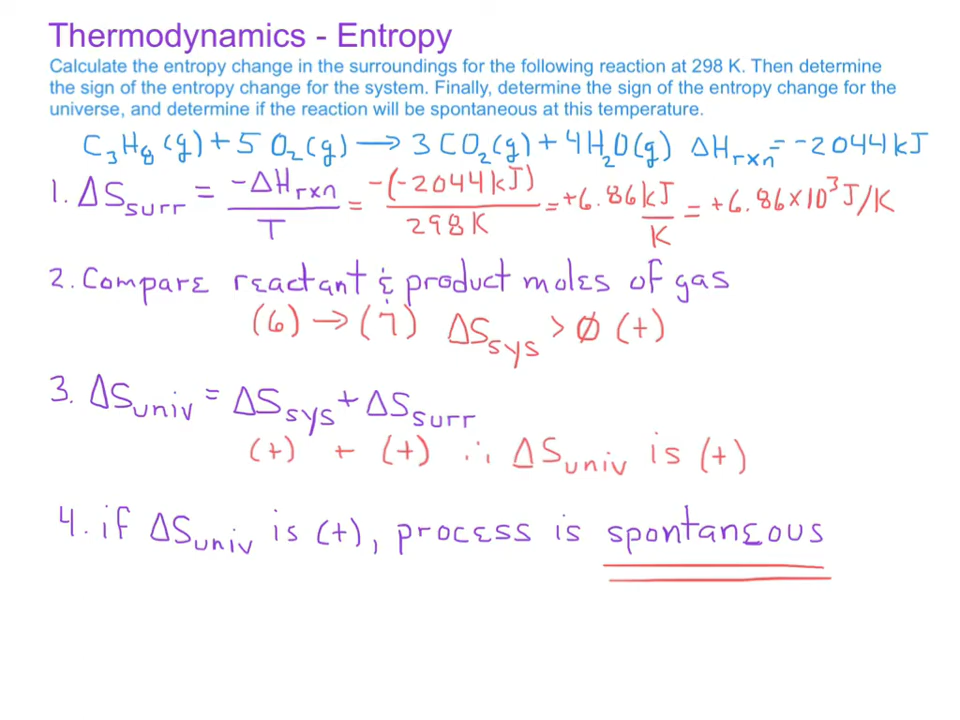 Thermodynamics - Entropy
Calculate the entropy change in the surroundings for the following reaction at 298 K. Then determine
the sign of the entropy change for the system. Finally, determine the sign of the entropy change for the
universe, and determine if the reaction will be spontaneous at this temperature.
C₃H₈(g) + 5 O₂(g) → 3 CO₂(g) + 4 H₂O(g) ΔHrxn = -2044 kJ
1. ΔSsurr = -ΔHrxn / T = -(-2044 kJ) / 298 K = +6.86 kJ / K = +6.86 × 10³ J/K
2. Compare reactant & product moles of gas
(6) → (7) ΔSsys > 0 (+)
3. ΔSuniv = ΔSsys + ΔSsurr
(+) + (+) ∴ ΔSuniv is (+)
4. if ΔSuniv is (+), process is spontaneous